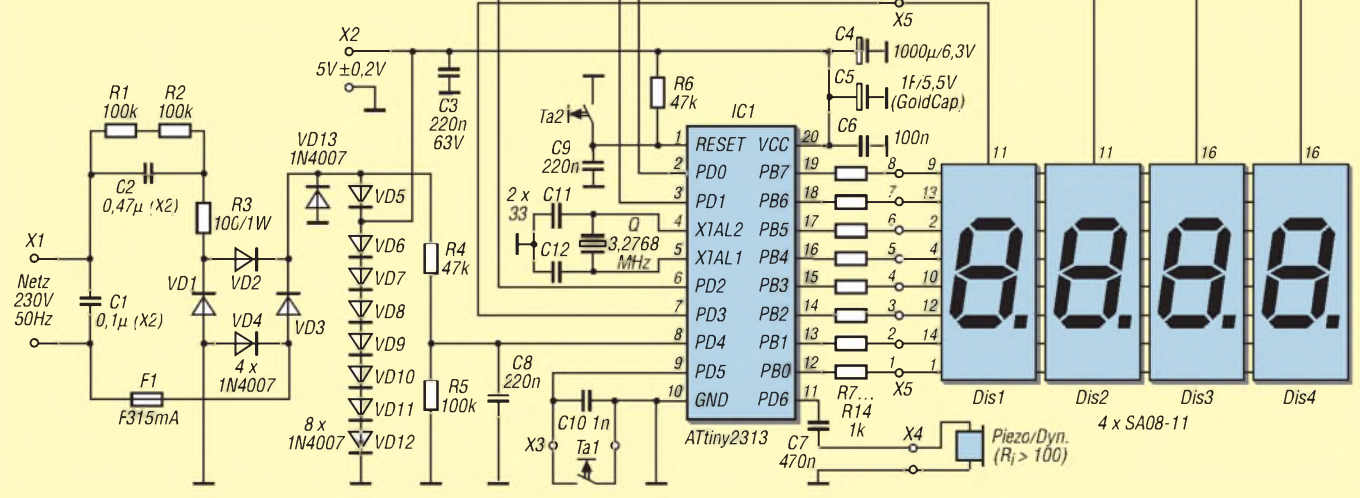 X5
X2
5V±0,2V
C4
1000µ/6,3V
C5
1F/5,5V
(GoldCap)
C6
100n
R1
100k
R2
100k
C2
0,47µ (X2)
R3
100/1W
X1
Netz
230V
50Hz
C1
0,1µ (X2)
F1
F315mA
VD1
VD2
VD4
VD3
4 x
1N4007
VD13
1N4007
VD5
VD6
VD7
VD8
VD9
VD10
VD11
VD12
8 x
1N4007
C3
220n
63V
R4
47k
R5
100k
C8
220n
R6
47k
Ta2
C9
220n
2 x
33
C11
C12
Q
3,2768
MHz
C10 1n
X3
Ta1
IC1
1 RESET VCC 20
2 PD0 PB7 19
3 PD1 PB6 18
4 XTAL2 PB5 17
5 XTAL1 PB4 16
6 PD2 PB3 15
7 PD3 PB2 14
8 PD4 PB1 13
9 PD5 PB0 12
10 GND PD6 11
ATtiny2313
R7...
R14
1k
8 9
7 13
6 2
5 4
4 10
3 12
2 14
1 1
X5
11
11
16
16
Dis1
Dis2
Dis3
Dis4
4 x SA08-11
C7
470n
X4
Piezo/Dyn.
(Ri > 100)